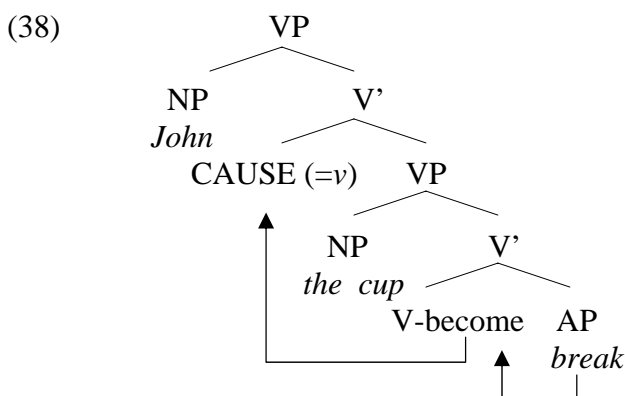 (38) VP
NP V’
John
CAUSE (=v) VP
NP V’
the cup
V-become AP
break